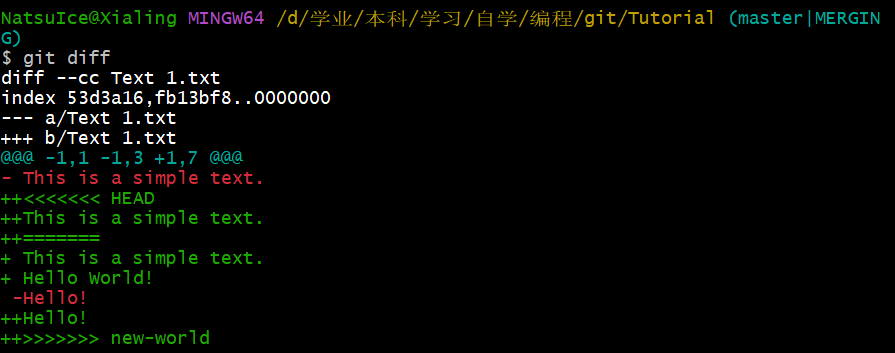 NatsuIce@Xialing MINGW64 /d/学业/本科/学习/自学/编程/git/Tutorial (master|MERGIN
G)
$ git diff
diff --cc Text 1.txt
index 53d3a16,fb13bf8..0000000
--- a/Text 1.txt
+++ b/Text 1.txt
@@@ -1,1 -1,3 +1,7 @@@
- This is a simple text.
++<<<<<<< HEAD
++This is a simple text.
++=======
+ This is a simple text.
+ Hello World!
 -Hello!
++Hello!
++>>>>>>> new-world